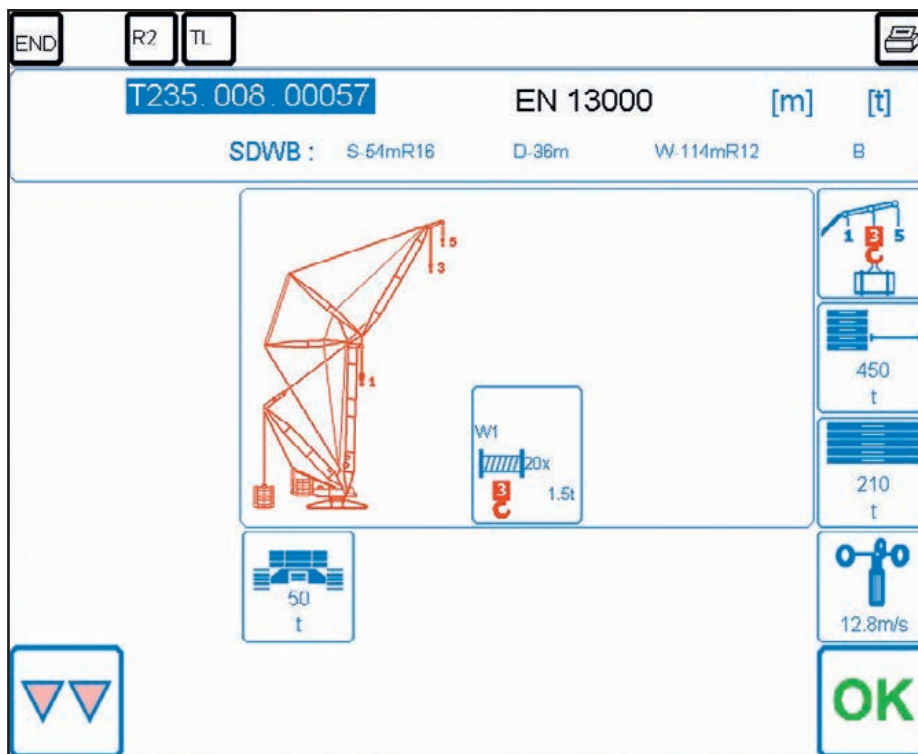 END R2 TL
T235.008.00057 EN 13000 [m] [t]
SDWB : S-54mR16 D-36m W-114mR12 B
5
3
1
1 3 5
450
t
W1
20x
3
1.5t
210
t
50
t
12.8m/s
OK